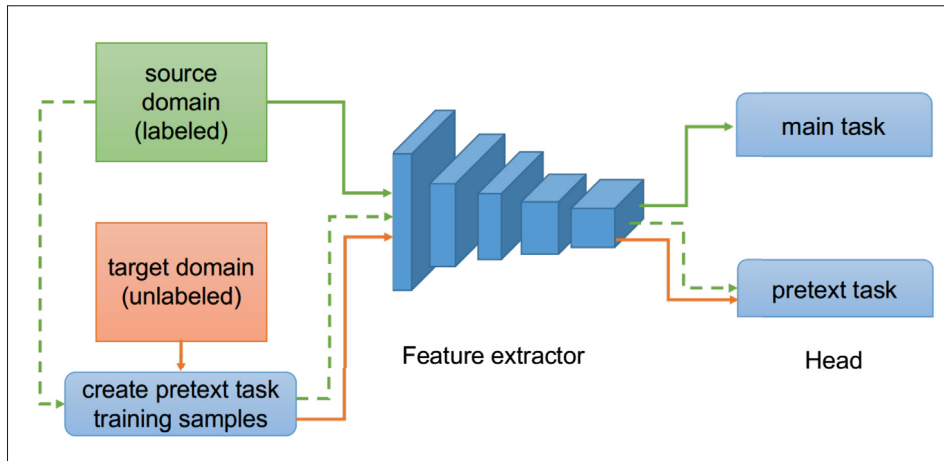 source
domain
(labeled)
main task
target domain
(unlabeled)
pretext task
Feature extractor
Head
create pretext task
training samples